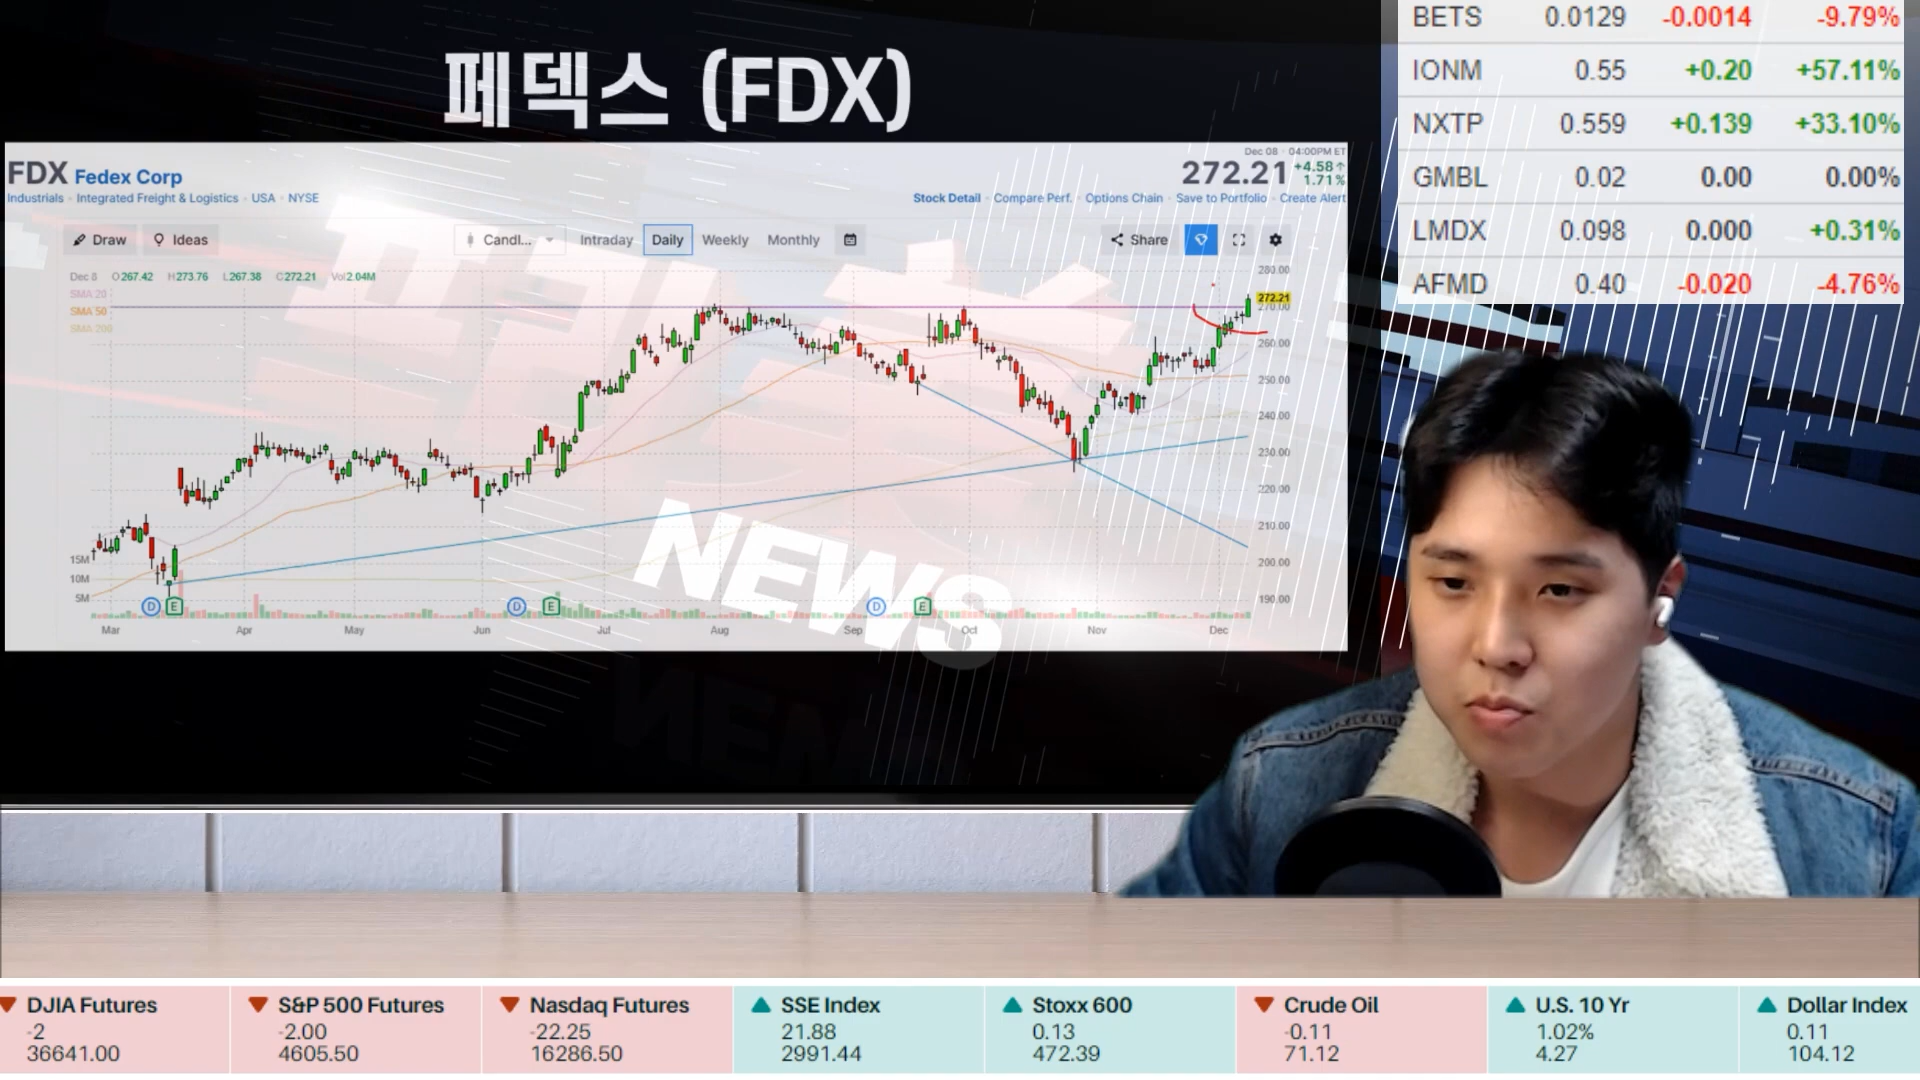 페덱스 (FDX)
FDX Fedex Corp
Industrials · Integrated Freight & Logistics · USA · NYSE
Dec 08 · 04:00PM ET
272.21 +4.58
1.71%
Stock Detail · Compare Perf. · Options Chain · Save to Portfolio · Create Alert
Draw Ideas Candl... Intraday Daily Weekly Monthly Share
Dec 8 O267.42 H273.76 L267.38 C272.21 Vol2.04M
SMA 20
SMA 50
SMA 200
280.00
272.21
270.00
260.00
250.00
240.00
230.00
220.00
210.00
200.00
190.00
15M
10M
5M
D E D E D E
Mar Apr May Jun Jul Aug Sep Oct Nov Dec
NEWS
BETS 0.0129 -0.0014 -9.79%
IONM 0.55 +0.20 +57.11%
NXTP 0.559 +0.139 +33.10%
GMBL 0.02 0.00 0.00%
LMDX 0.098 0.000 +0.31%
AFMD 0.40 -0.020 -4.76%
DJIA Futures
-2
36641.00
S&P 500 Futures
-2.00
4605.50
Nasdaq Futures
-22.25
16286.50
SSE Index
21.88
2991.44
Stoxx 600
0.13
472.39
Crude Oil
-0.11
71.12
U.S. 10 Yr
1.02%
4.27
Dollar Index
0.11
104.12